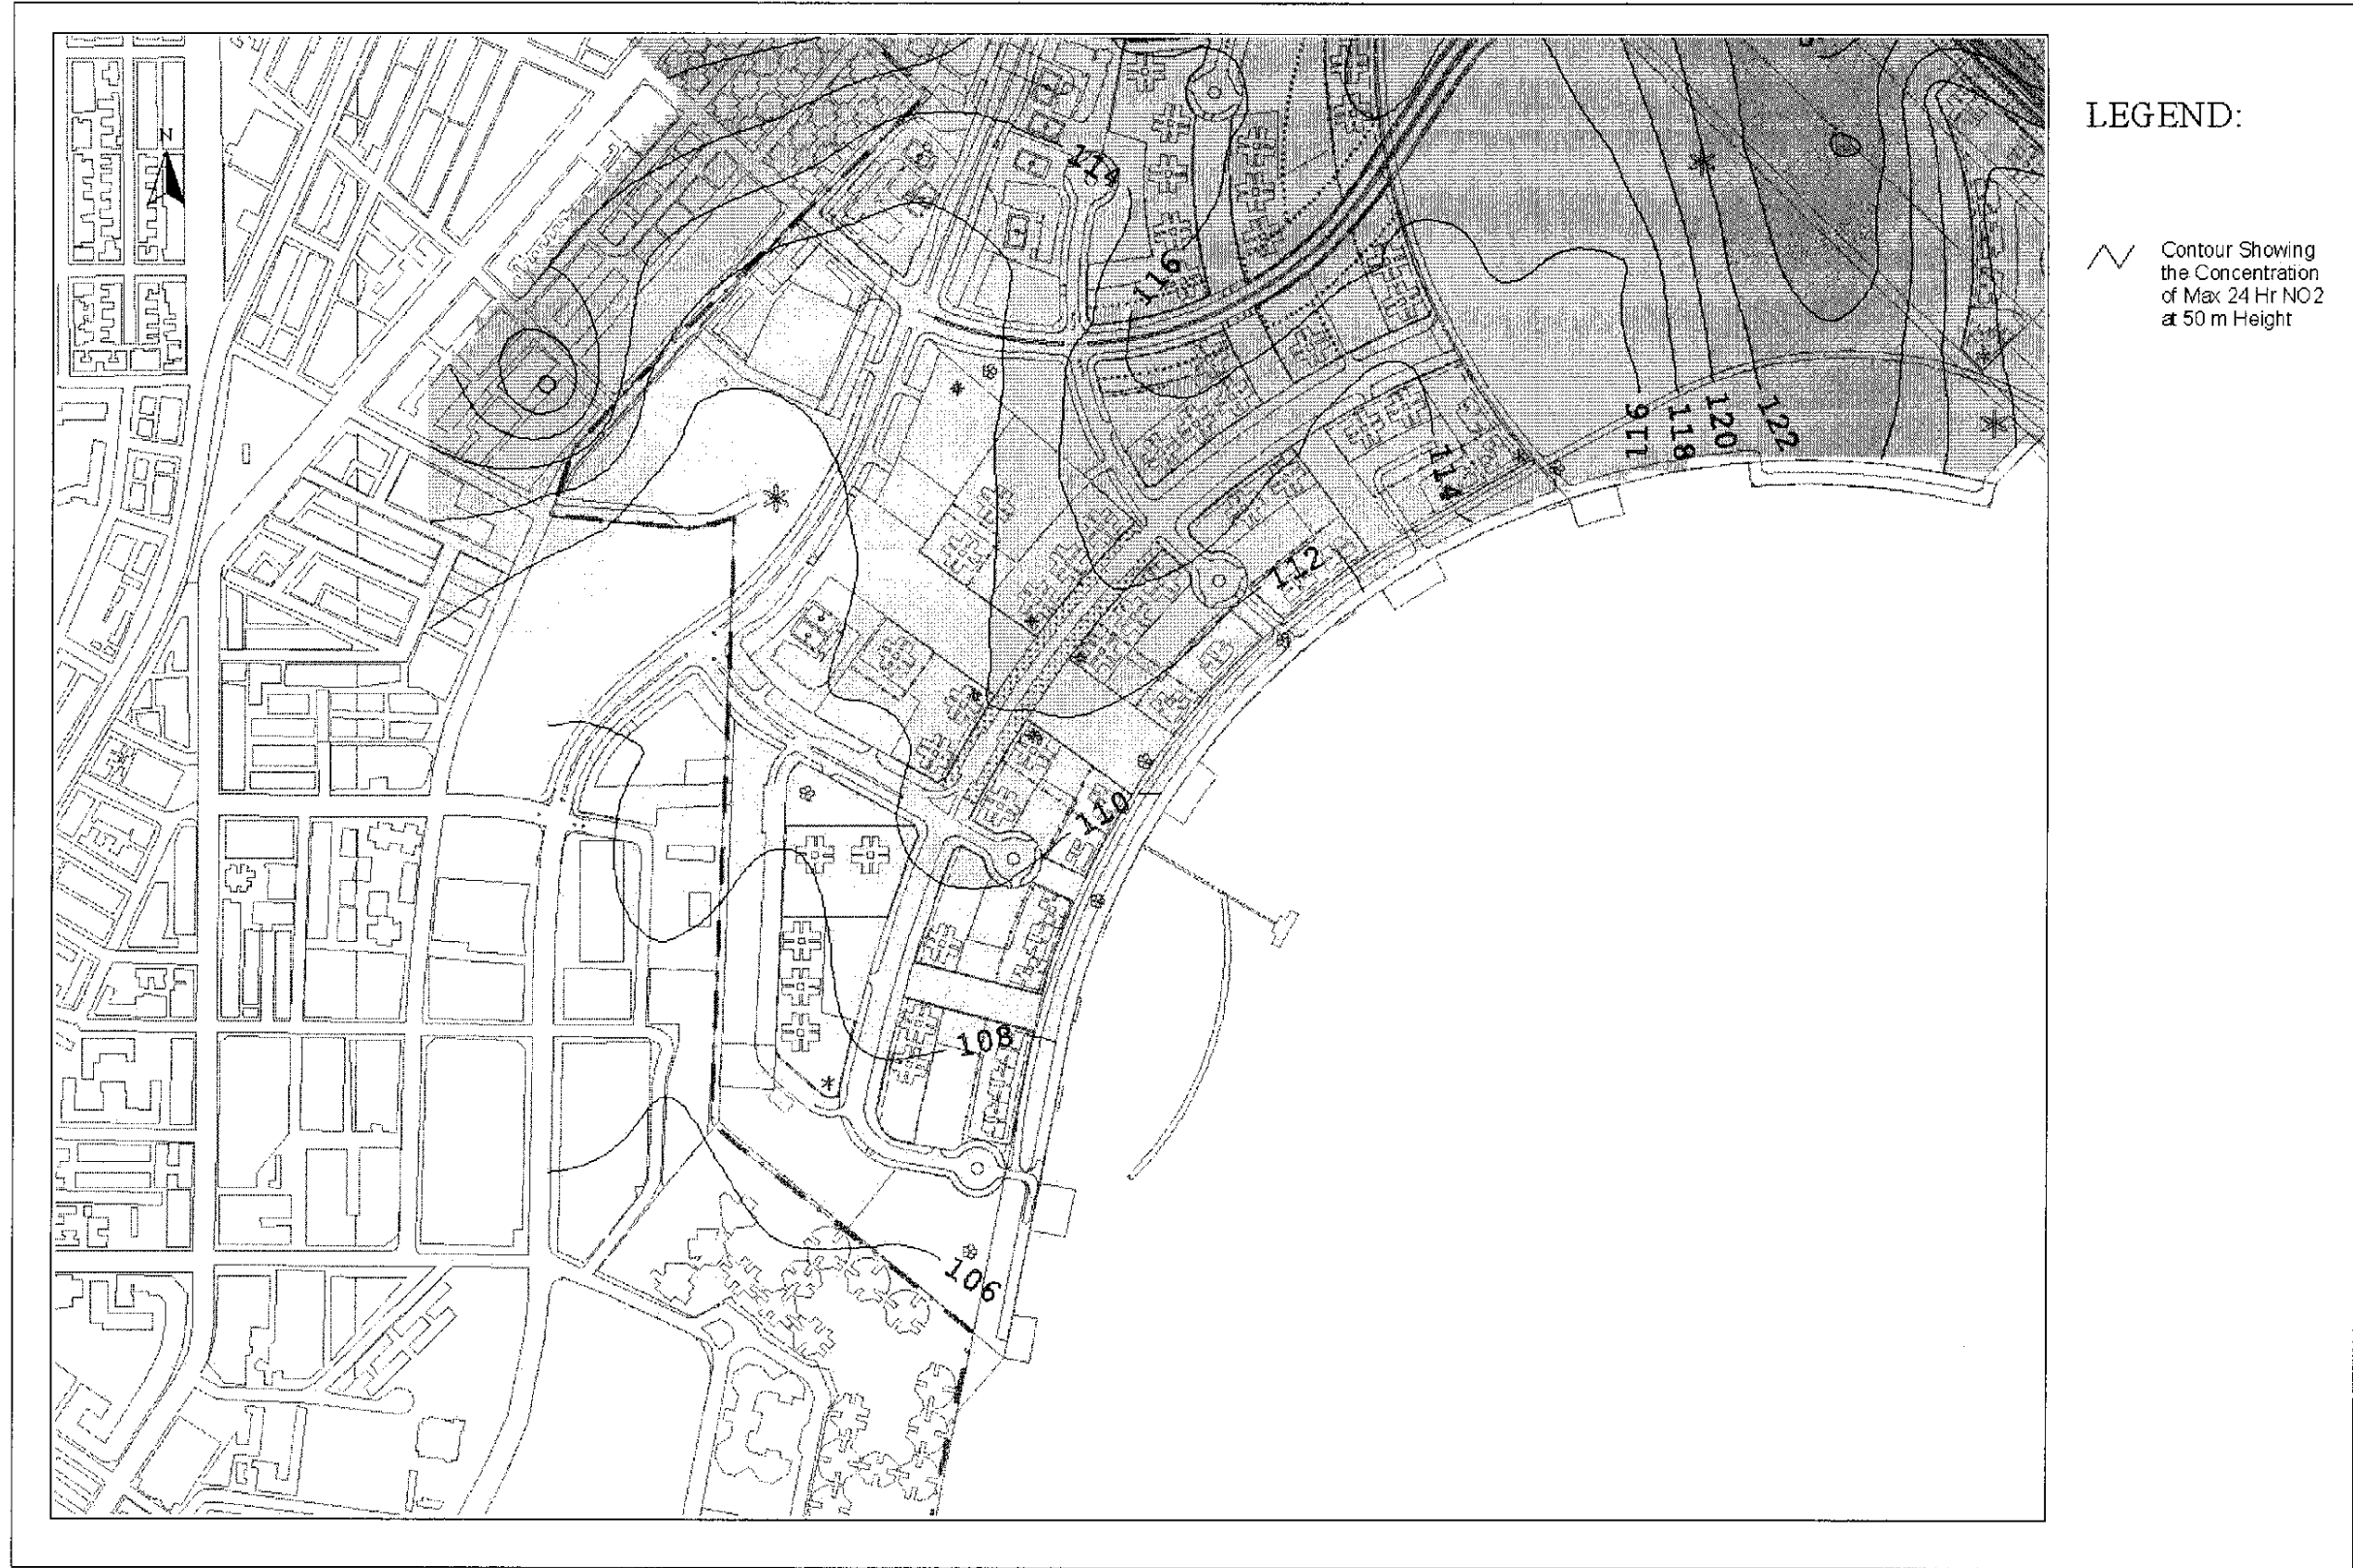 LEGEND:
N
Contour Showing
the Concentration
of Max 24 Hr NO2
at 50 m Height
114
116
116
118
120
122
114
112
110
108
106